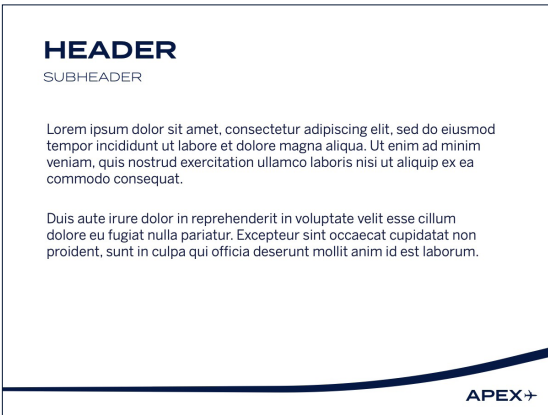 HEADER
SUBHEADER
Lorem ipsum dolor sit amet, consectetur adipiscing elit, sed do eiusmod
tempor incididunt ut labore et dolore magna aliqua. Ut enim ad minim
veniam, quis nostrud exercitation ullamco laboris nisi ut aliquip ex ea
commodo consequat.
Duis aute irure dolor in reprehenderit in voluptate velit esse cillum
dolore eu fugiat nulla pariatur. Excepteur sint occaecat cupidatat non
proident, sunt in culpa qui officia deserunt mollit anim id est laborum.
APEX